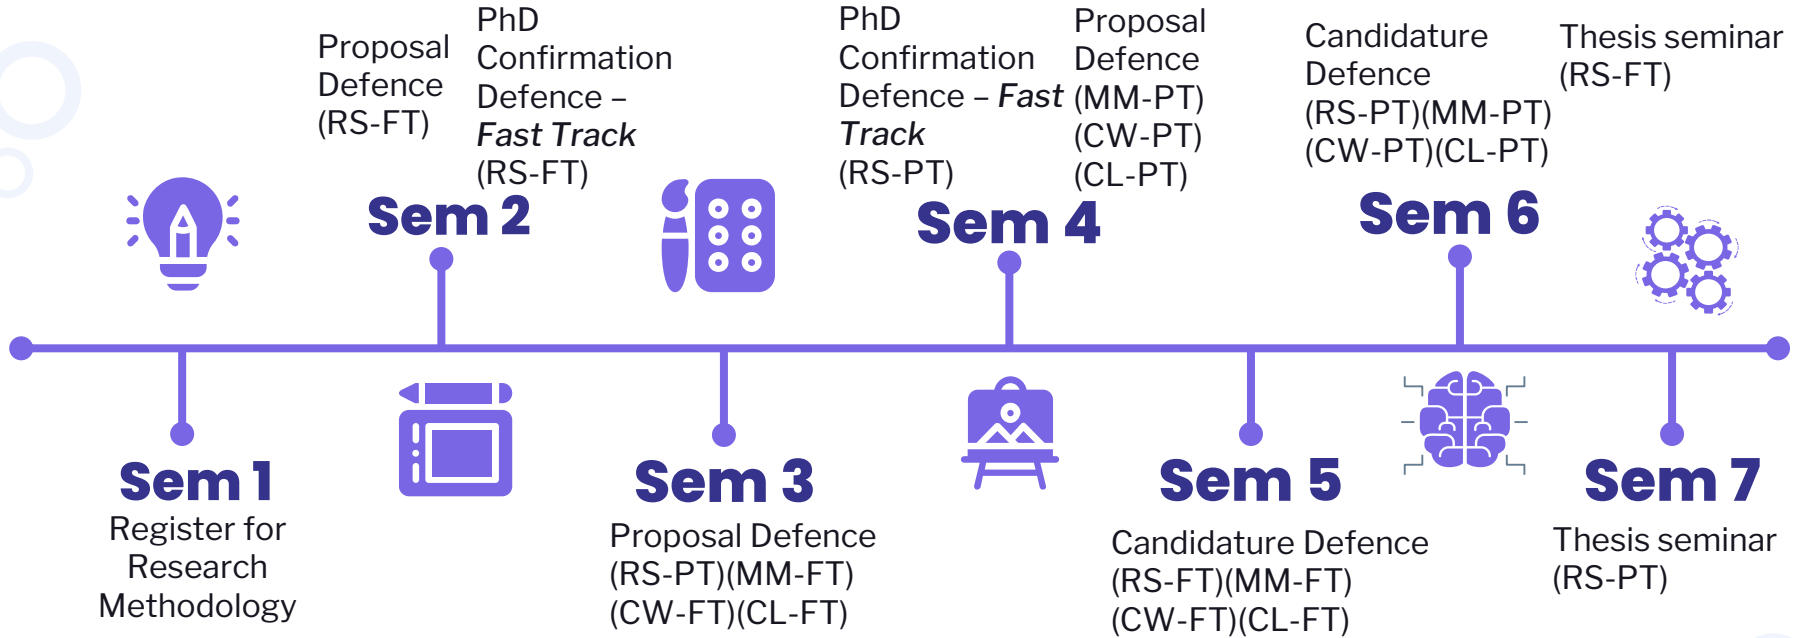 Proposal
Defence
(RS-FT)
PhD
Confirmation
Defence –
Fast Track
(RS-FT)
Sem 2
PhD
Confirmation
Defence – Fast
Track
(RS-PT)
Proposal
Defence
(MM-PT)
(CW-PT)
(CL-PT)
Sem 4
Candidature
Defence
(RS-PT)(MM-PT)
(CW-PT)(CL-PT)
Sem 6
Thesis seminar
(RS-FT)
Sem 1
Register for
Research
Methodology
Sem 3
Proposal Defence
(RS-PT)(MM-FT)
(CW-FT)(CL-FT)
Sem 5
Candidature Defence
(RS-FT)(MM-FT)
(CW-FT)(CL-FT)
Sem 7
Thesis seminar
(RS-PT)